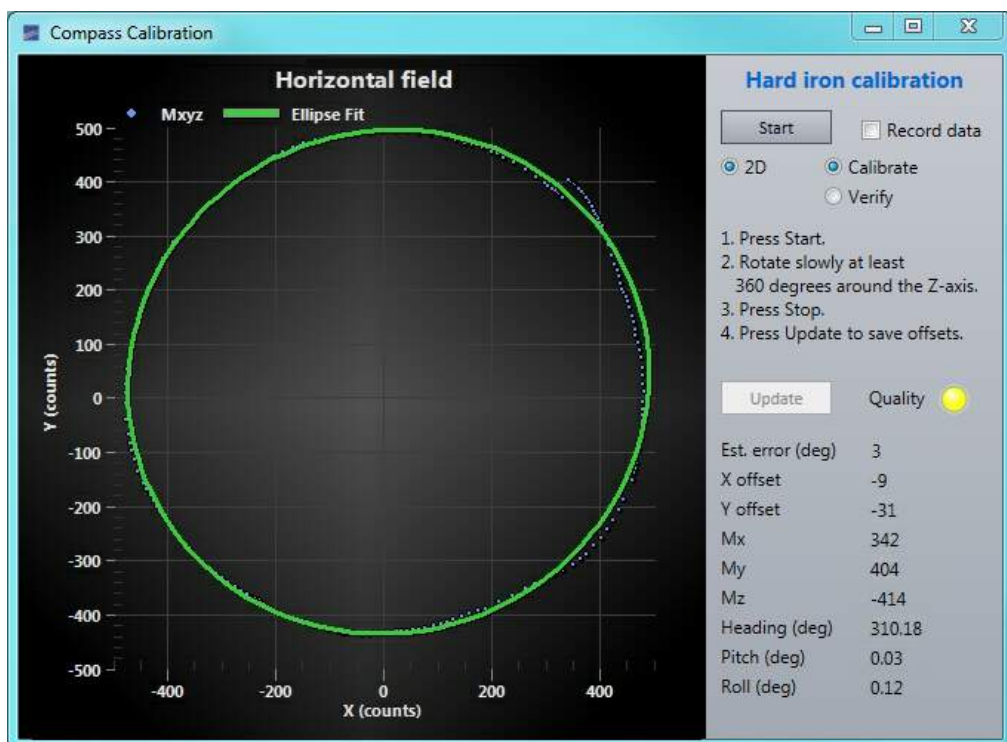 Compass Calibration
Horizontal field
Mxyz Ellipse Fit
500
400
300
200
100
0
-100
-200
-300
-400
-500
Y (counts)
-400 -200 0 200 400
X (counts)
Hard iron calibration
Start Record data
2D Calibrate
Verify
1. Press Start.
2. Rotate slowly at least
360 degrees around the Z-axis.
3. Press Stop.
4. Press Update to save offsets.
Update Quality
Est. error (deg) 3
X offset -9
Y offset -31
Mx 342
My 404
Mz -414
Heading (deg) 310.18
Pitch (deg) 0.03
Roll (deg) 0.12